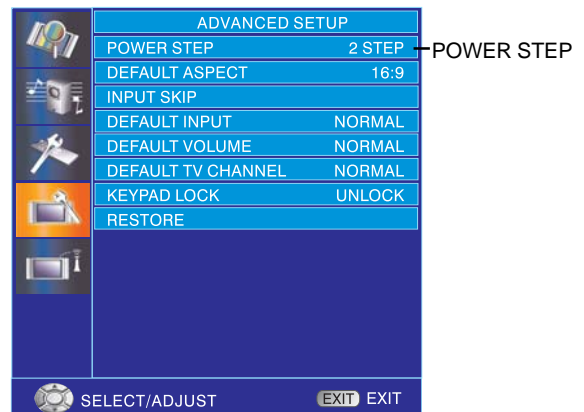 ADVANCED SETUP
POWER STEP 2 STEP POWER STEP
DEFAULT ASPECT 16:9
INPUT SKIP
DEFAULT INPUT NORMAL
DEFAULT VOLUME NORMAL
DEFAULT TV CHANNEL NORMAL
KEYPAD LOCK UNLOCK
RESTORE
SELECT/ADJUST EXIT EXIT